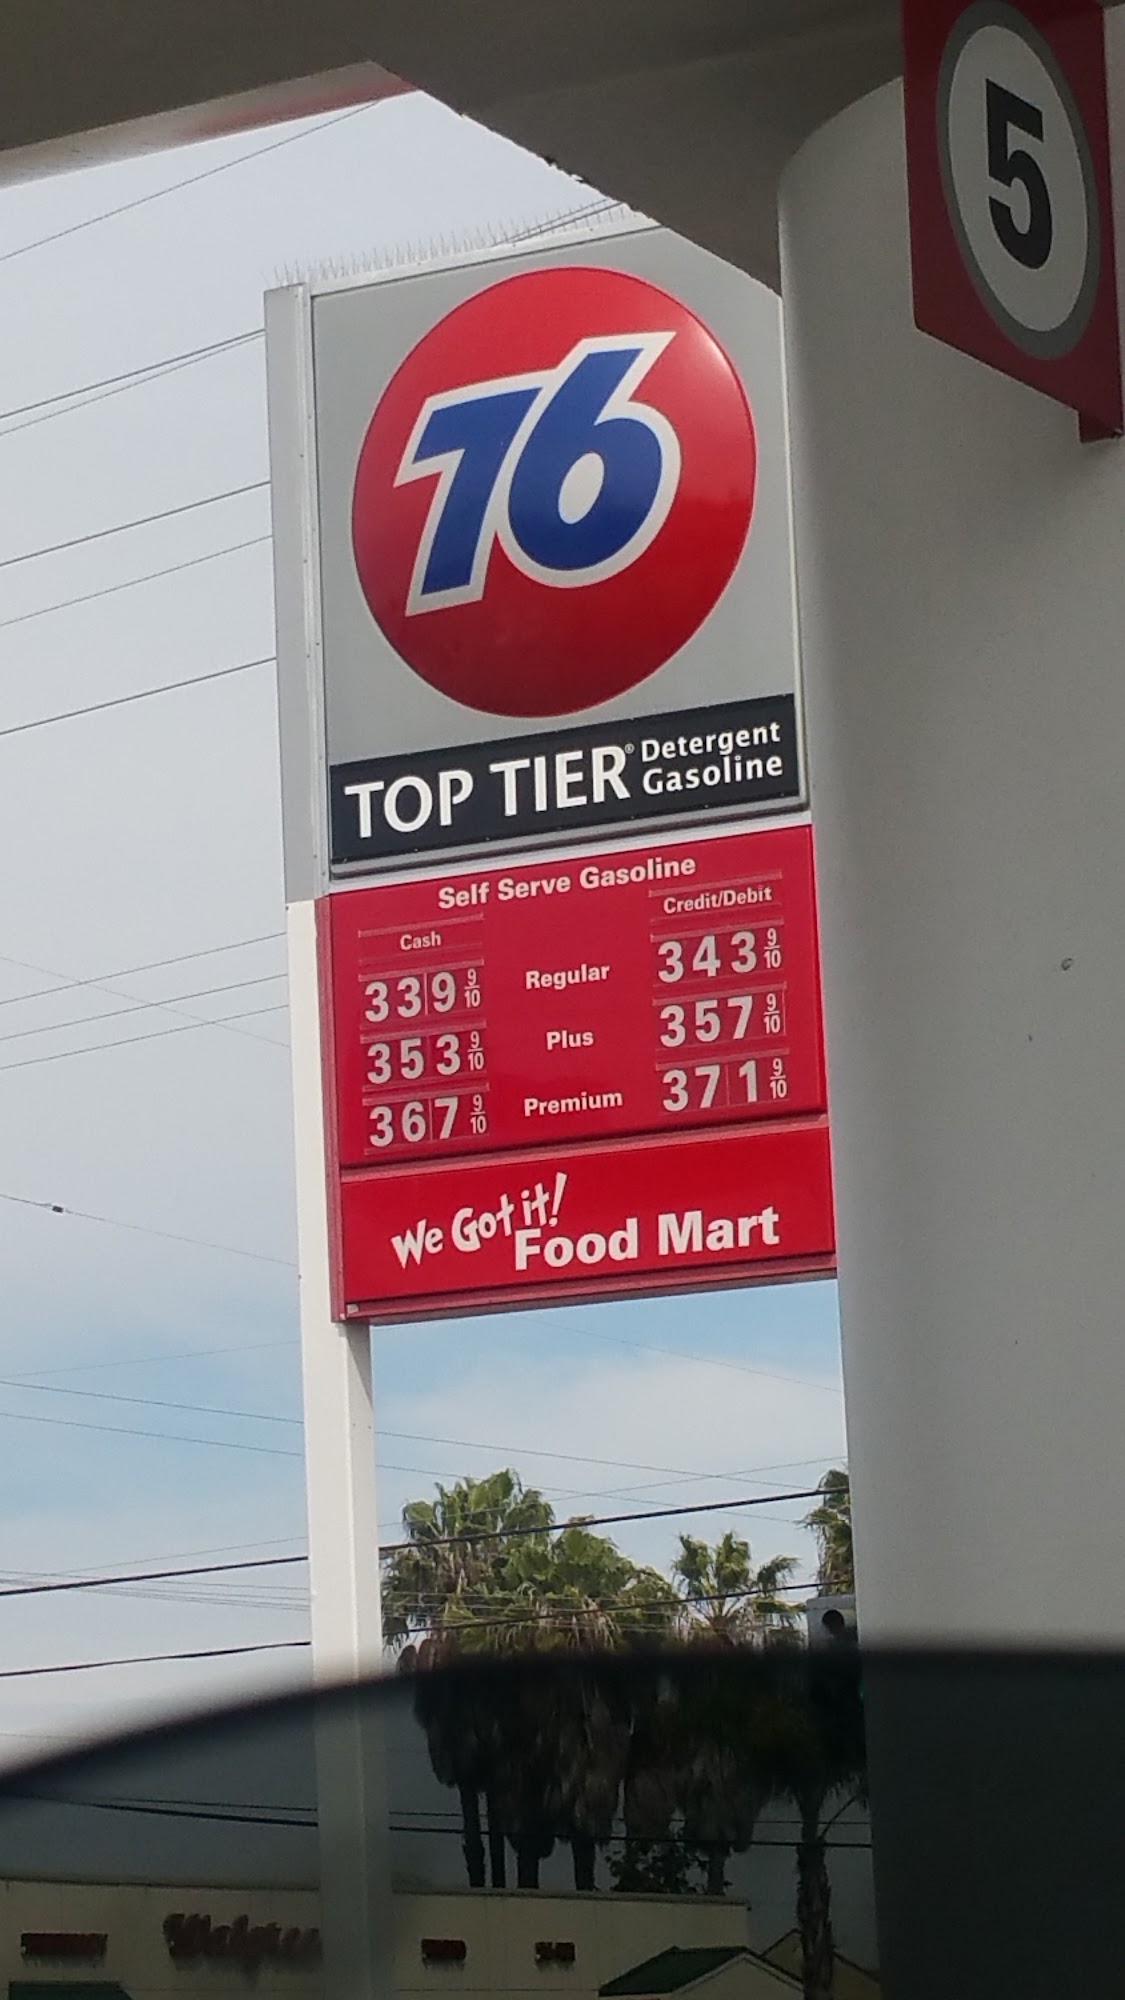 5
76
TOP TIER® Detergent Gasoline
Self Serve Gasoline
Cash Credit/Debit
339 9/10 Regular 343 9/10
353 9/10 Plus 357 9/10
367 9/10 Premium 371 9/10
We Got it!
Food Mart
Walgreens